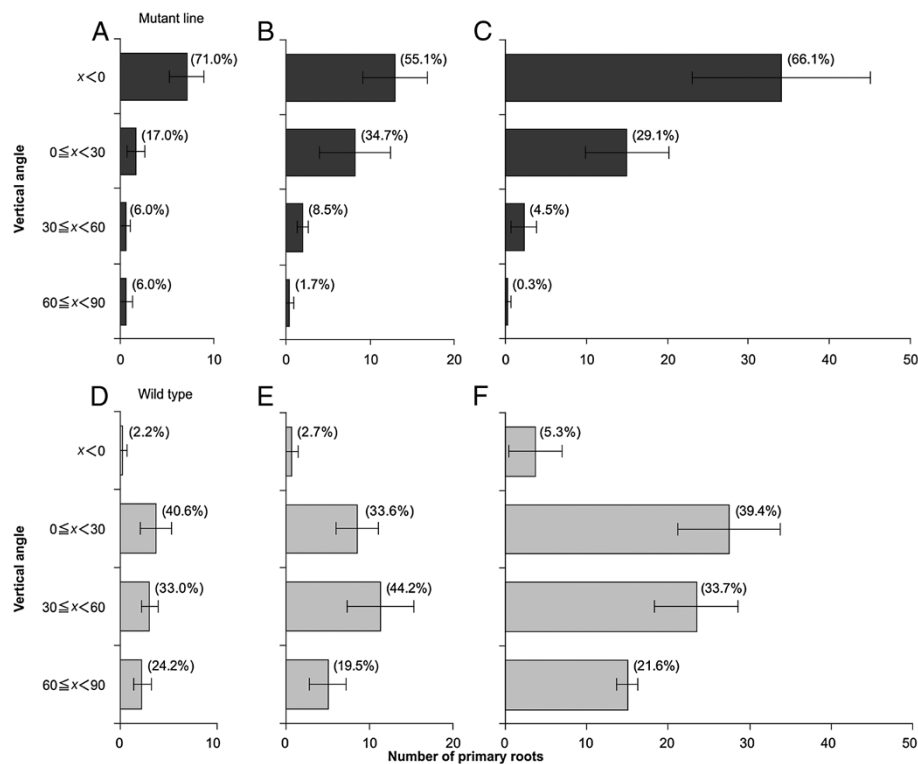 A Mutant line B C
x<0 (71.0%) (55.1%) (66.1%)
0≦x<30 (17.0%) (34.7%) (29.1%)
30≦x<60 (6.0%) (8.5%) (4.5%)
60≦x<90 (6.0%) (1.7%) (0.3%)
Vertical angle
0 10 0 10 20 0 10 20 30 40 50
D Wild type E F
x<0 (2.2%) (2.7%) (5.3%)
0≦x<30 (40.6%) (33.6%) (39.4%)
30≦x<60 (33.0%) (44.2%) (33.7%)
60≦x<90 (24.2%) (19.5%) (21.6%)
Vertical angle
0 10 0 10 20 0 10 20 30 40 50
Number of primary roots